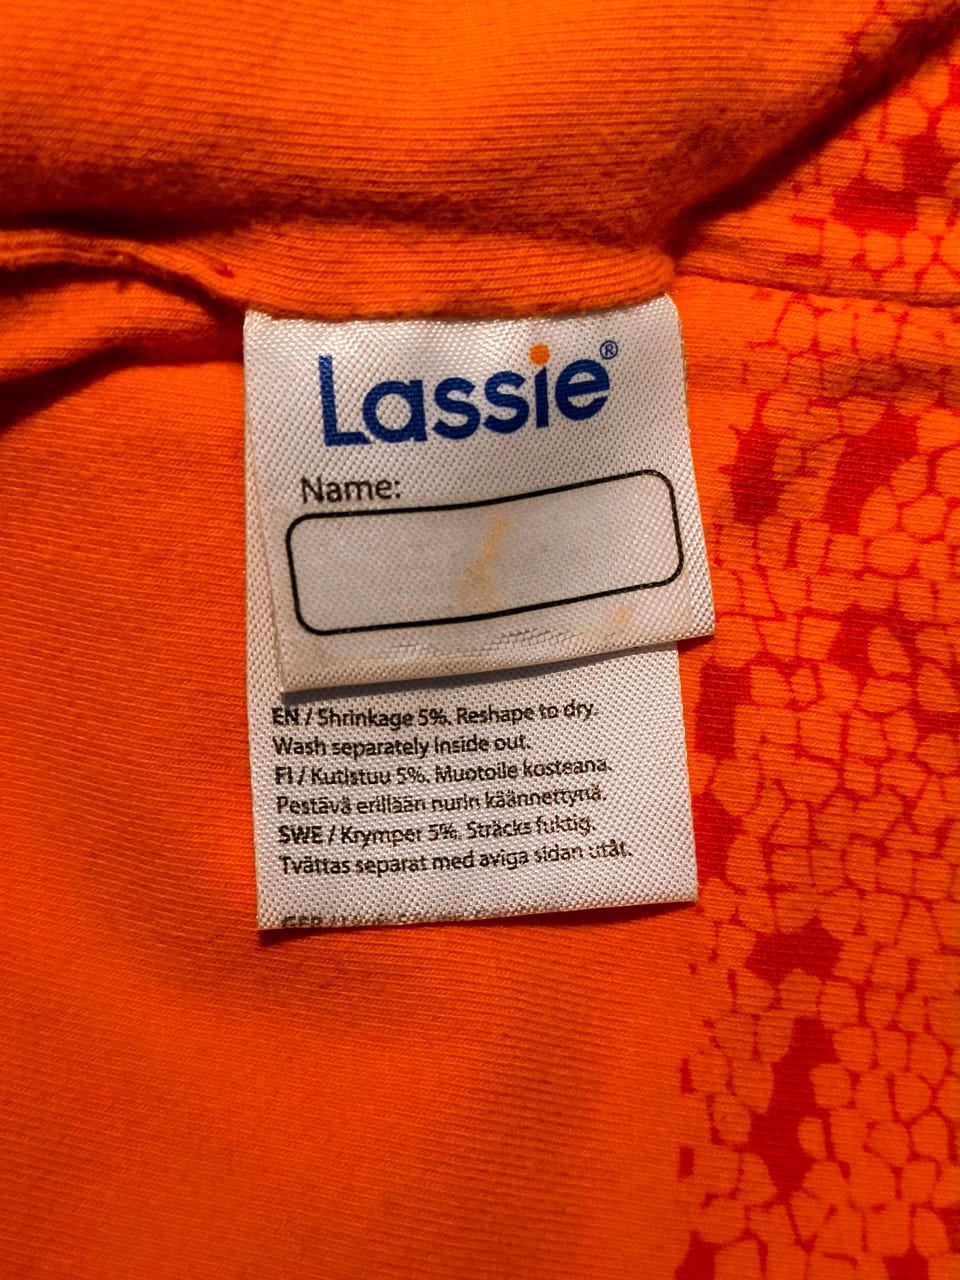 Lassie®
Name:
EN / Shrinkage 5%. Reshape to dry.
Wash separately inside out.
FI / Kutistuu 5%. Muotoile kosteana.
Pestävä erillään nurin käännettynä.
SWE / Krymper 5%. Sträcks fuktig.
Tvättas separat med aviga sidan utåt.